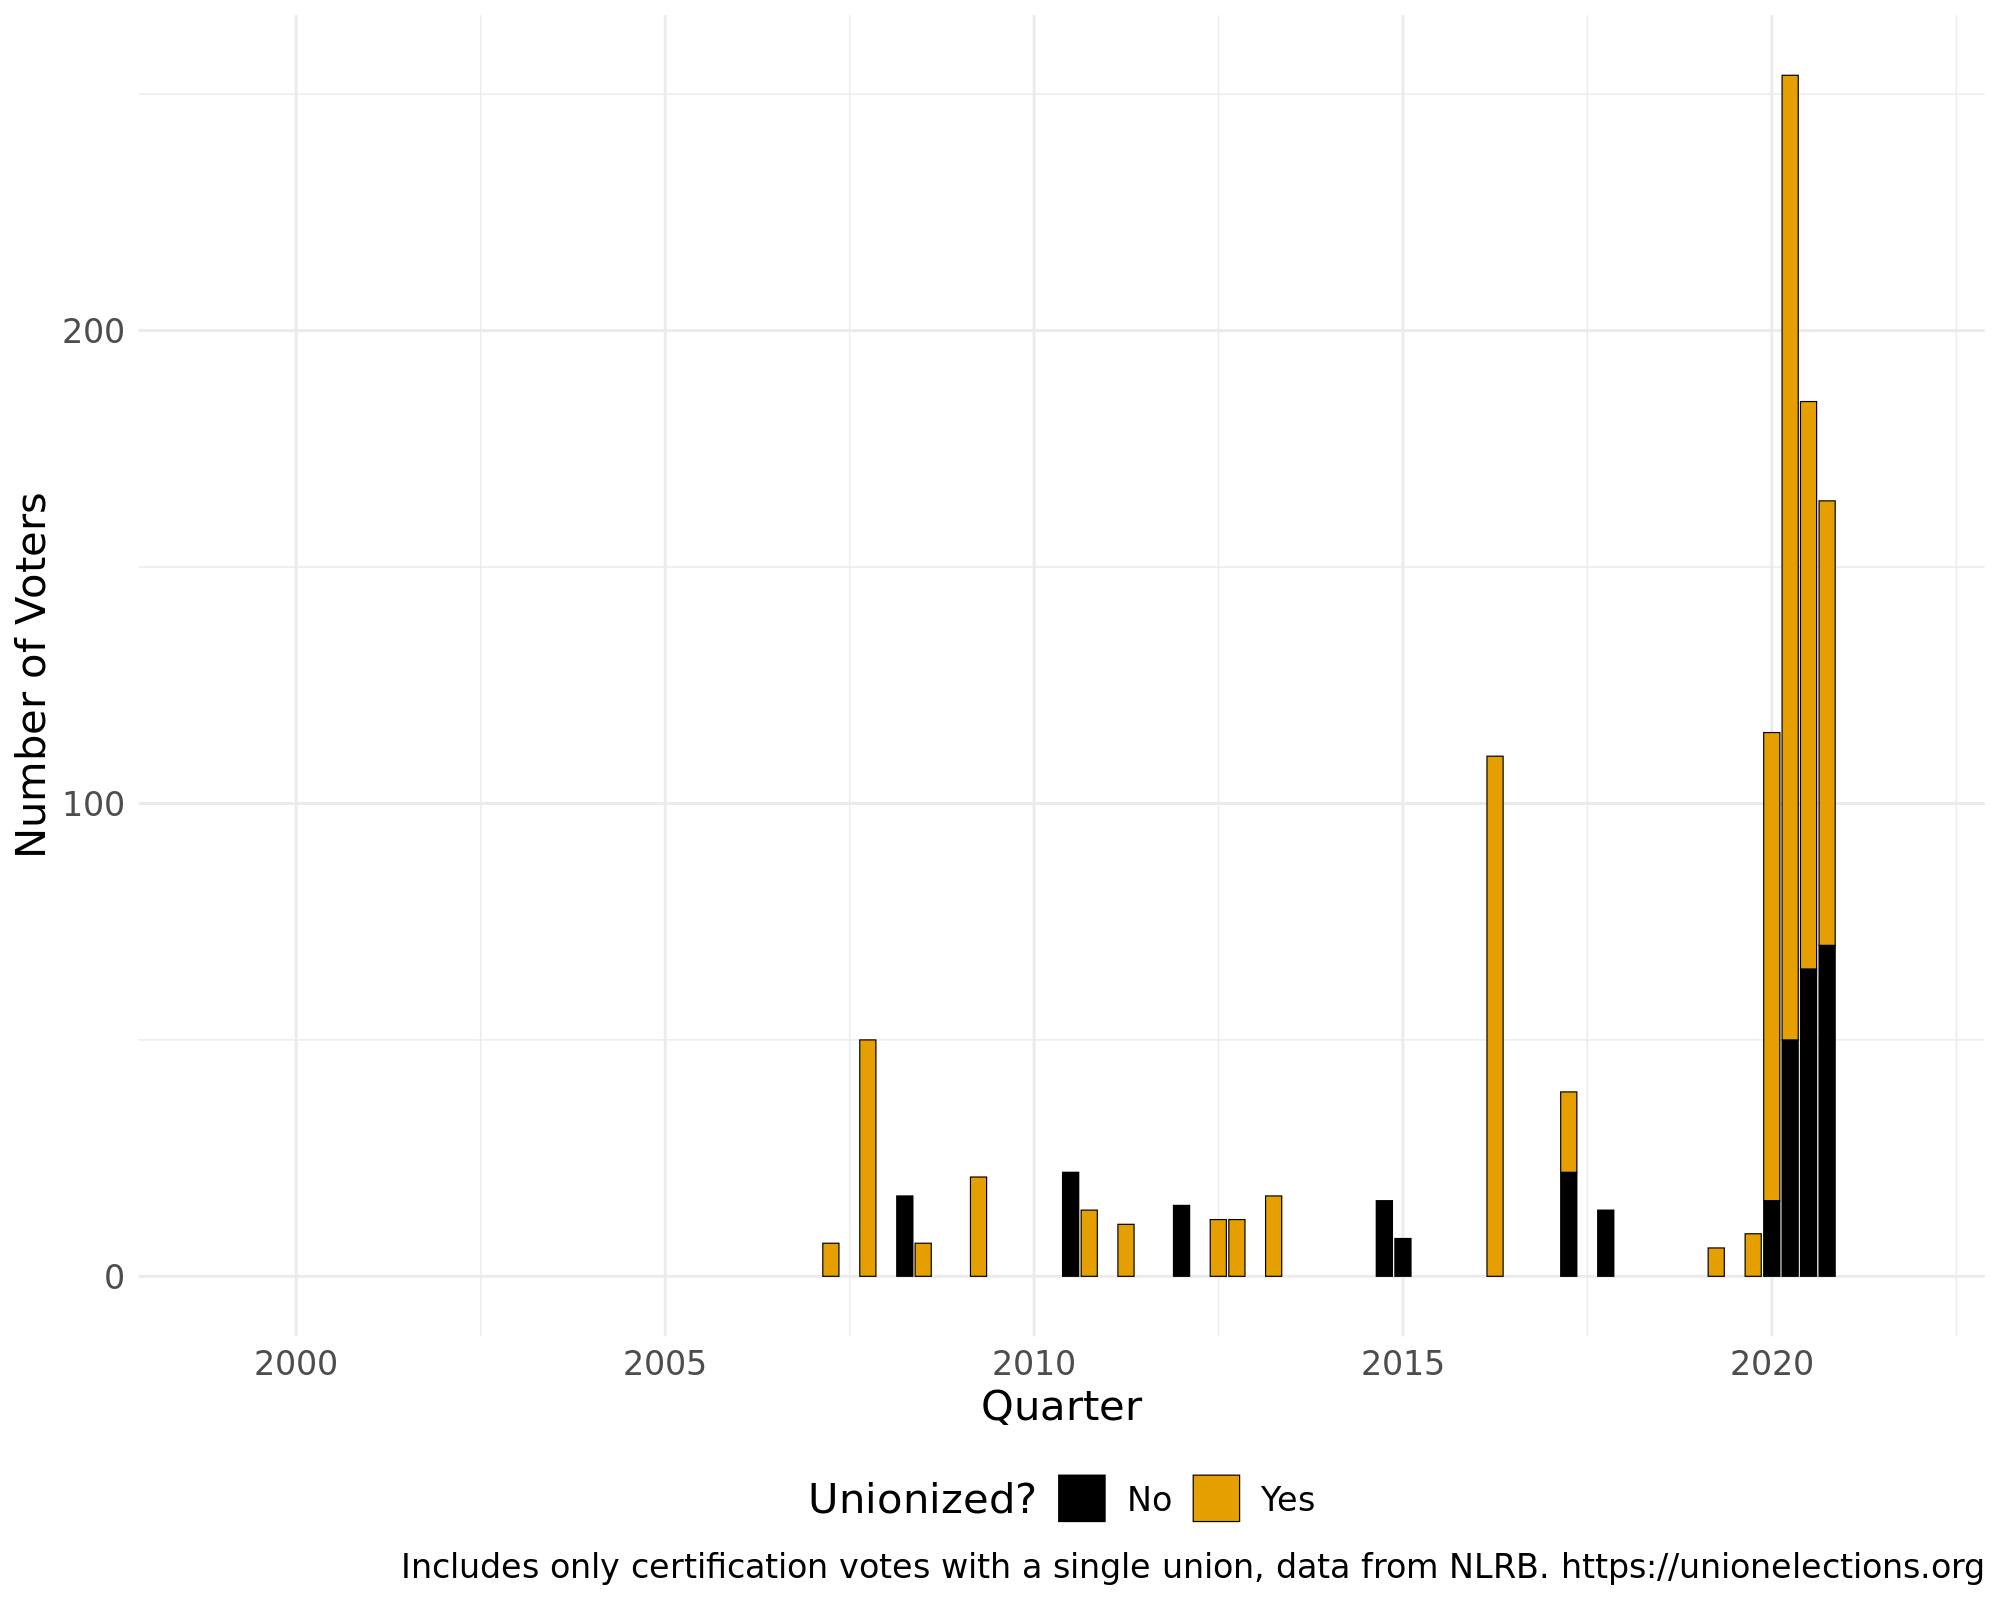 Number of Voters
200
100
0
2000 2005 2010 2015 2020
Quarter
Unionized? No Yes
Includes only certification votes with a single union, data from NLRB. https://unionelections.org